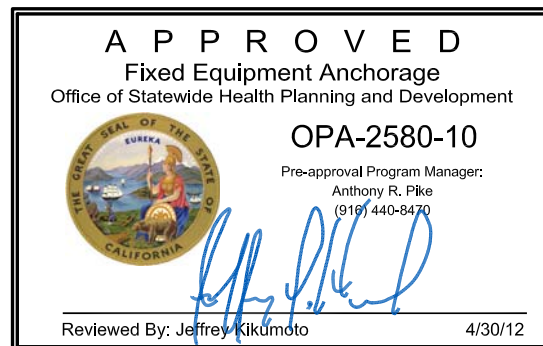 A P P R O V E D
Fixed Equipment Anchorage
Office of Statewide Health Planning and Development
THE GREAT SEAL OF THE STATE OF CALIFORNIA
EUREKA
OPA-2580-10
Pre-approval Program Manager:
Anthony R. Pike
(916) 440-8470
Reviewed By: Jeffrey Kikumoto
4/30/12